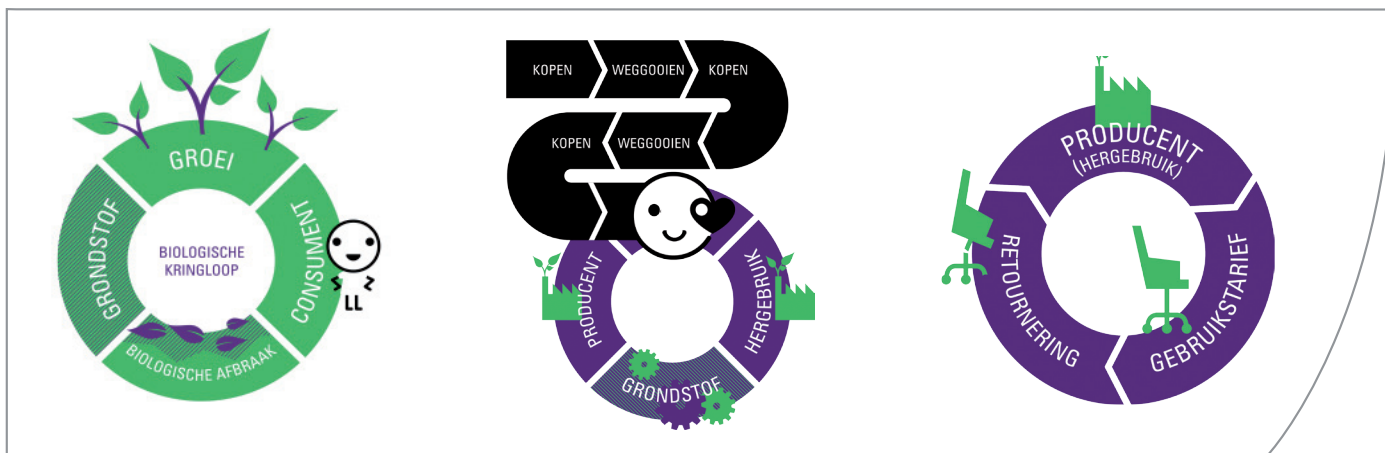 GROEI
GRONDSTOF
CONSUMENT
BIOLOGISCHE
KRINGLOOP
BIOLOGISCHE AFBRAAK
LL
KOPEN
WEGGOOIEN
KOPEN
KOPEN
WEGGOOIEN
PRODUCENT
HERGEBRUIK
GRONDSTOF
PRODUCENT
(HERGEBRUIK)
RETOURNERING
GEBRUIKSTARIEF